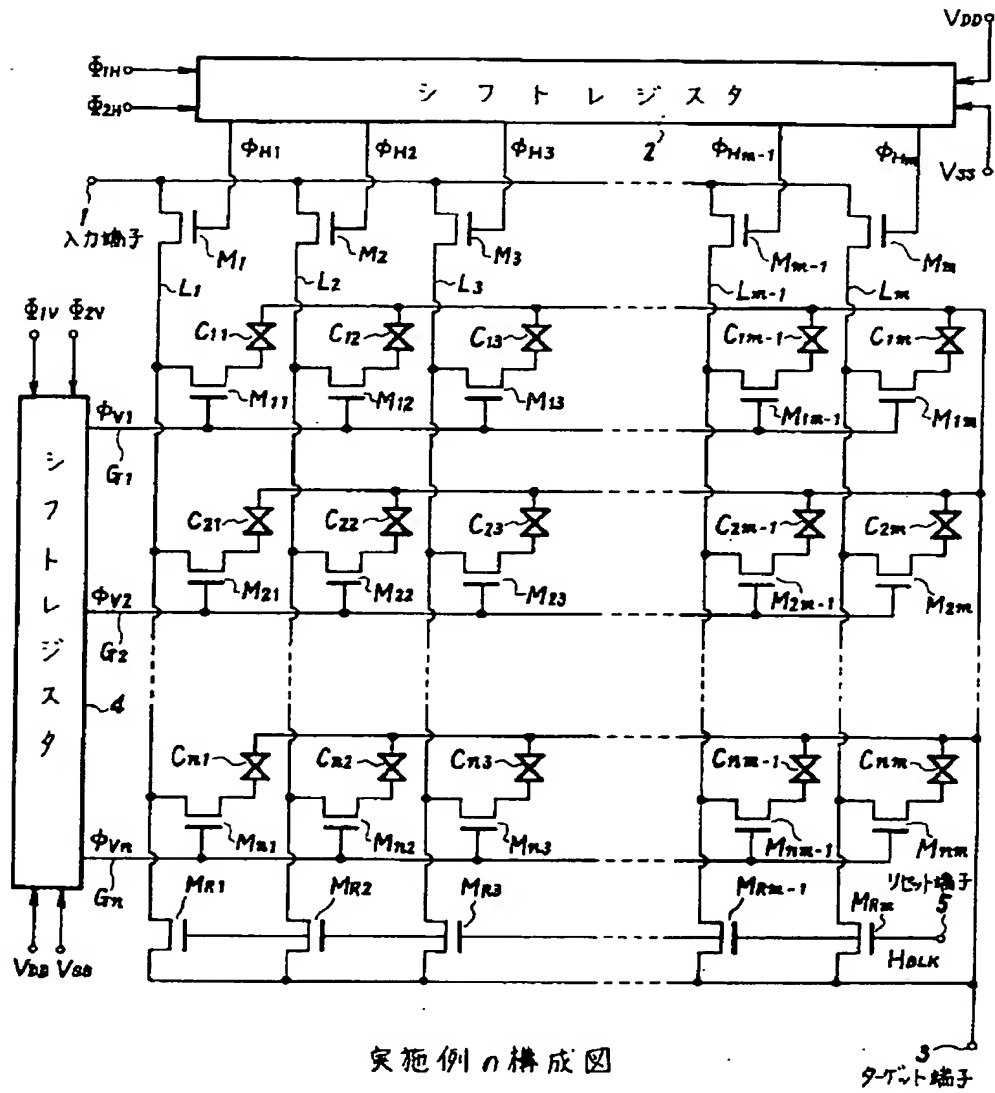 VDD
Φ1H
シフトレジスタ
Φ2H
2
VSS
ΦH1 ΦH2 ΦH3 ΦHm-1 ΦHm
1
入力端子
M1 M2 M3 Mm-1 Mm
L1 L2 L3 Lm-1 Lm
Φ1V Φ2V
C11 C12 C13 C1m-1 C1m
M11 M12 M13 M1m-1 M1m
ΦV1
G1
シフトレジスタ
4
C21 C22 C23 C2m-1 C2m
M21 M22 M23 M2m-1 M2m
ΦV2
G2
Cn1 Cn2 Cn3 Cnm-1 Cnm
Mn1 Mn2 Mn3 Mnm-1 Mnm
ΦVn
Gn
リセット端子
5
MR1 MR2 MR3 MRm-1 MRm
HBLK
VDD VSS
3
ターゲット端子
実施例の構成図